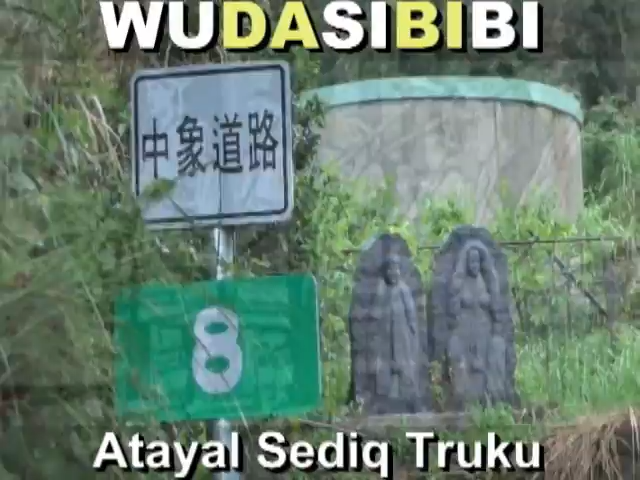 WUDASIBIBI
中象道路
8
Atayal Sediq Truku